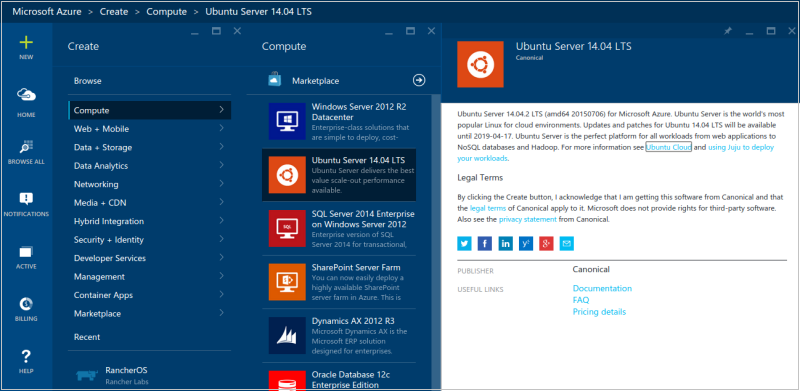 Microsoft Azure > Create > Compute > Ubuntu Server 14.04 LTS
NEW
HOME
BROWSE ALL
NOTIFICATIONS
ACTIVE
BILLING
HELP
Create
Browse
Compute
Web + Mobile
Data + Storage
Data Analytics
Networking
Media + CDN
Hybrid Integration
Security + Identity
Developer Services
Management
Container Apps
Marketplace
Recent
RancherOS
Rancher Labs
Compute
Marketplace
Windows Server 2012 R2
Datacenter
Enterprise-class solutions
that are simple to deploy,
cost-
Ubuntu Server 14.04 LTS
Ubuntu Server delivers the best
value scale-out performance
available.
SQL
SQL Server 2014 Enterprise
on Windows Server 2012
Enterprise version of SQL
Server 2014 for transactional,
SharePoint Server Farm
You can now easily deploy a
highly available SharePoint
server farm in Azure. This is
Dynamics AX 2012 R3
Microsoft Dynamics AX is the
ERP solution
designed for enterprises.
Oracle Database 12c
Enterprise Edition
Ubuntu Server 14.04 LTS
Canonical
Ubuntu Server 14.04.2 LTS (amd64 20150706) for Microsoft Azure. Ubuntu Server is the world's most
popular Linux for cloud environments. Updates and patches for Ubuntu 14.04 LTS will be available
until 2019-04-17. Ubuntu Server is the perfect platform for all workloads from web applications to
NoSQL databases and Hadoop. For more information see Ubuntu Cloud and using Juju to deploy
your workloads.
Legal Terms
By clicking the Create button, I acknowledge that I am getting this software from Canonical and that
the legal terms of Canonical apply to it. Microsoft does not provide rights for third-party software.
Also see the privacy statement from Canonical.
PUBLISHER Canonical
USEFUL LINKS Documentation
FAQ
Pricing details